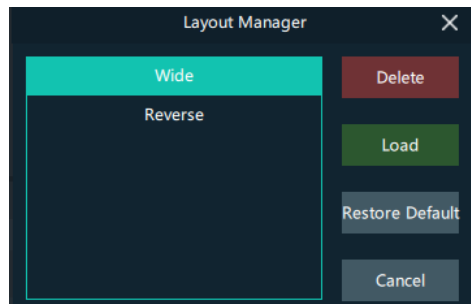 Layout Manager
Wide
Reverse
Delete
Load
Restore Default
Cancel